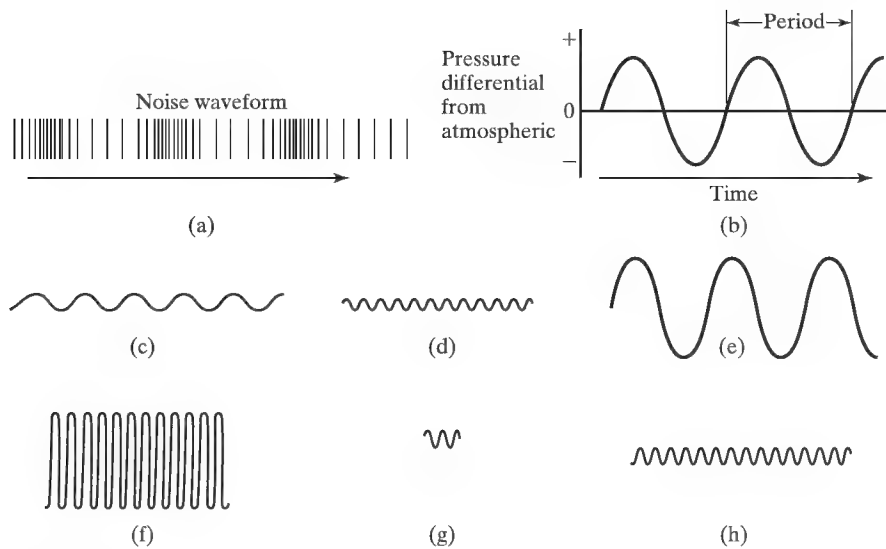 Noise waveform
(a)
Period
+
Pressure
differential
from
atmospheric
0
−
Time
(b)
(c)
(d)
(e)
(f)
(g)
(h)